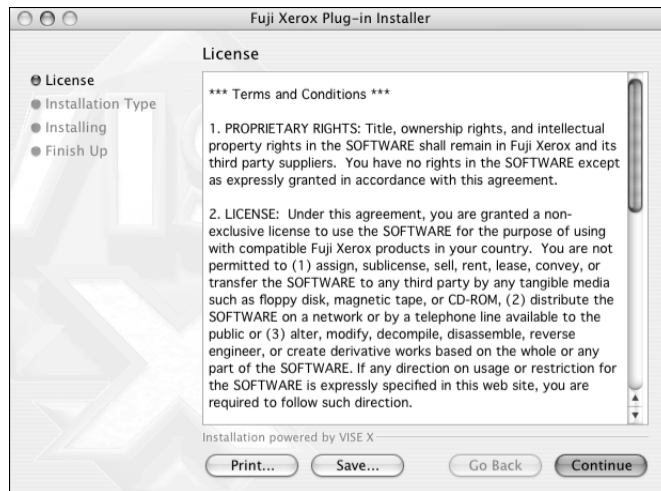 Fuji Xerox Plug-in Installer
License
License
Installation Type
Installing
Finish Up
*** Terms and Conditions ***
1. PROPRIETARY RIGHTS: Title, ownership rights, and intellectual
property rights in the SOFTWARE shall remain in Fuji Xerox and its
third party suppliers.  You have no rights in the SOFTWARE except
as expressly granted in accordance with this agreement.
2. LICENSE:  Under this agreement, you are granted a non-
exclusive license to use the SOFTWARE for the purpose of using
with compatible Fuji Xerox products in your country.  You are not
permitted to (1) assign, sublicense, sell, rent, lease, convey, or
transfer the SOFTWARE to any third party by any tangible media
such as floppy disk, magnetic tape, or CD-ROM, (2) distribute the
SOFTWARE on a network or by a telephone line available to the
public or (3) alter, modify, decompile, disassemble, reverse
engineer, or create derivative works based on the whole or any
part of the SOFTWARE. If any direction on usage or restriction for
the SOFTWARE is expressly specified in this web site, you are
required to follow such direction.
Installation powered by VISE X
Print...
Save...
Go Back
Continue